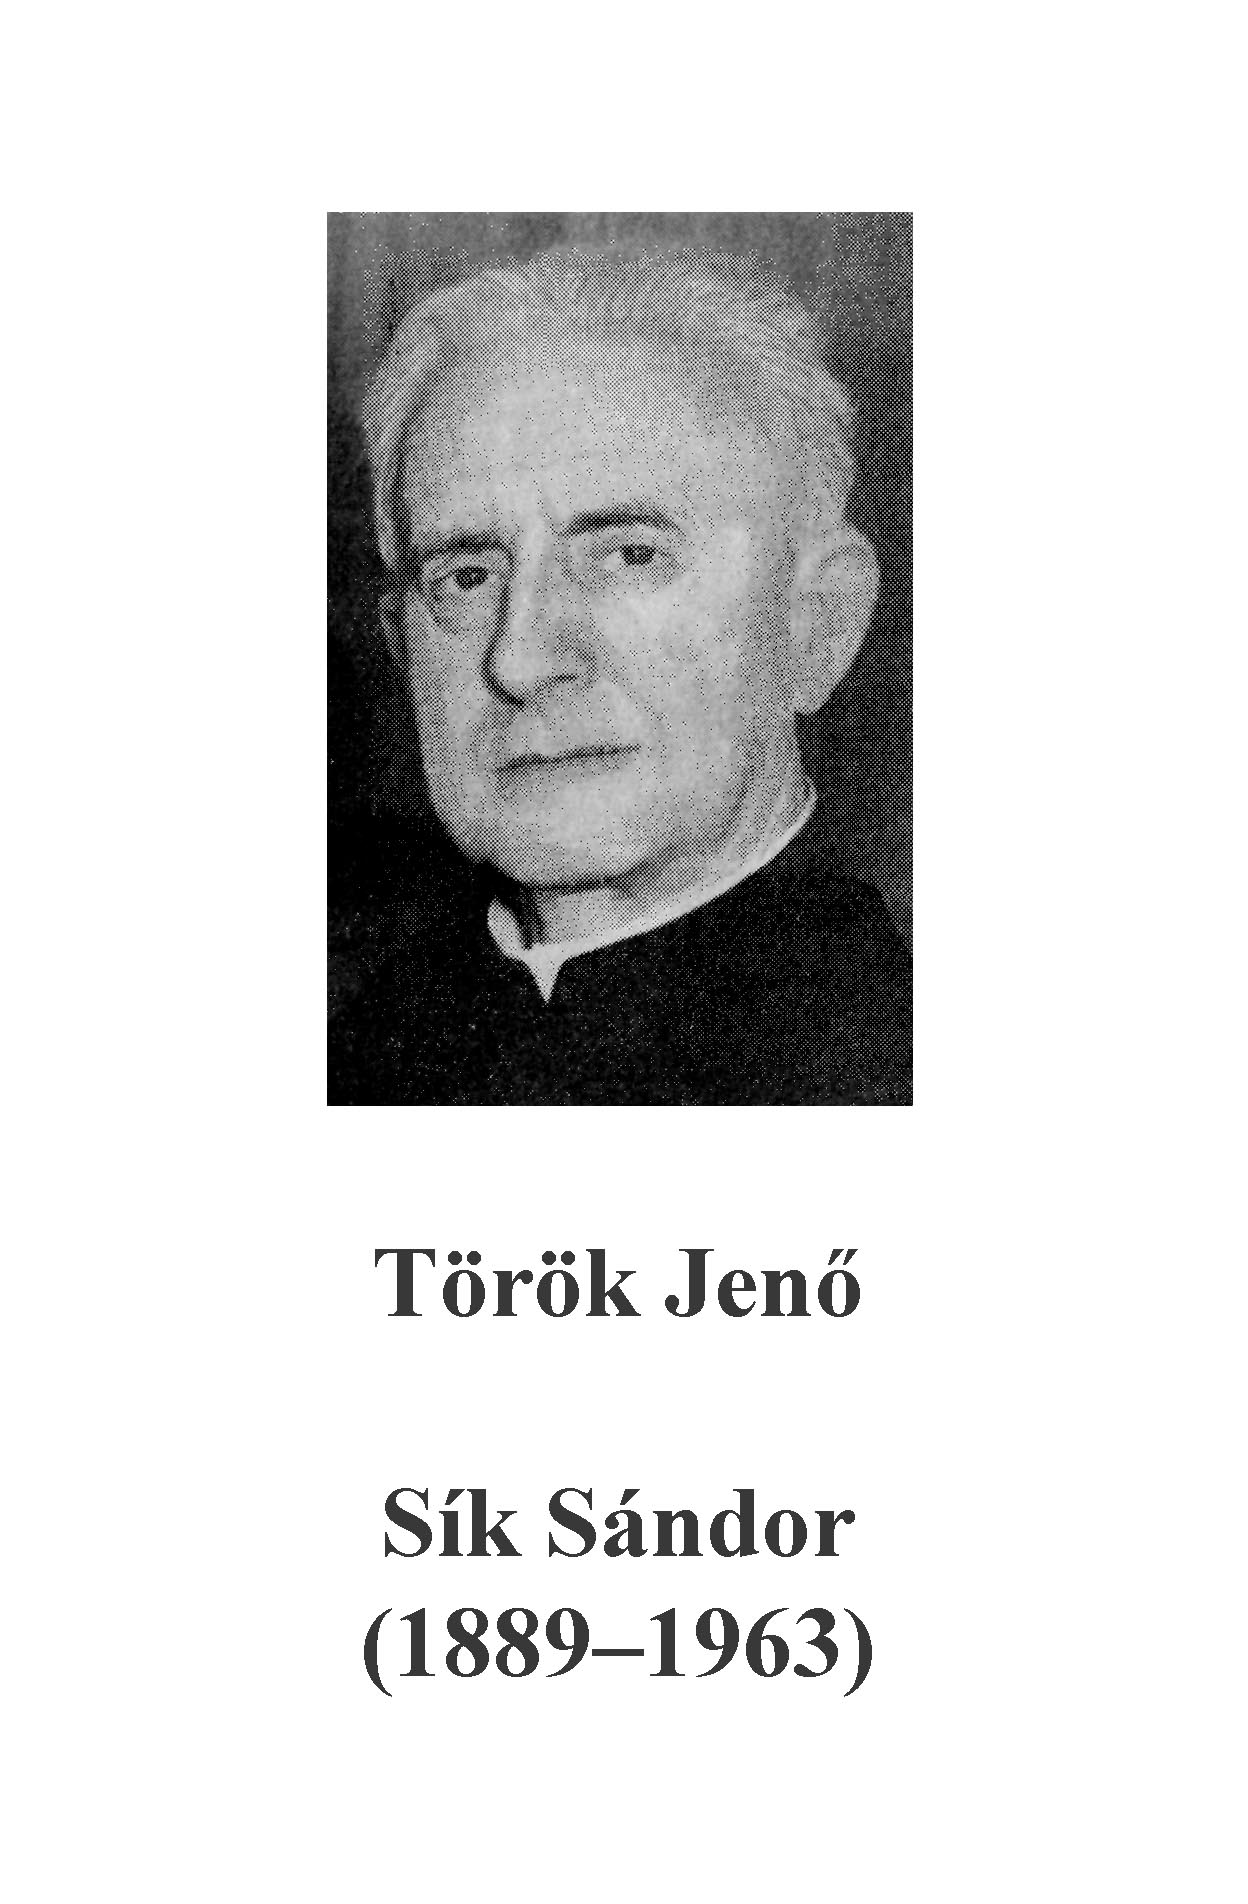 Török Jenő
Sík Sándor
(1889–1963)